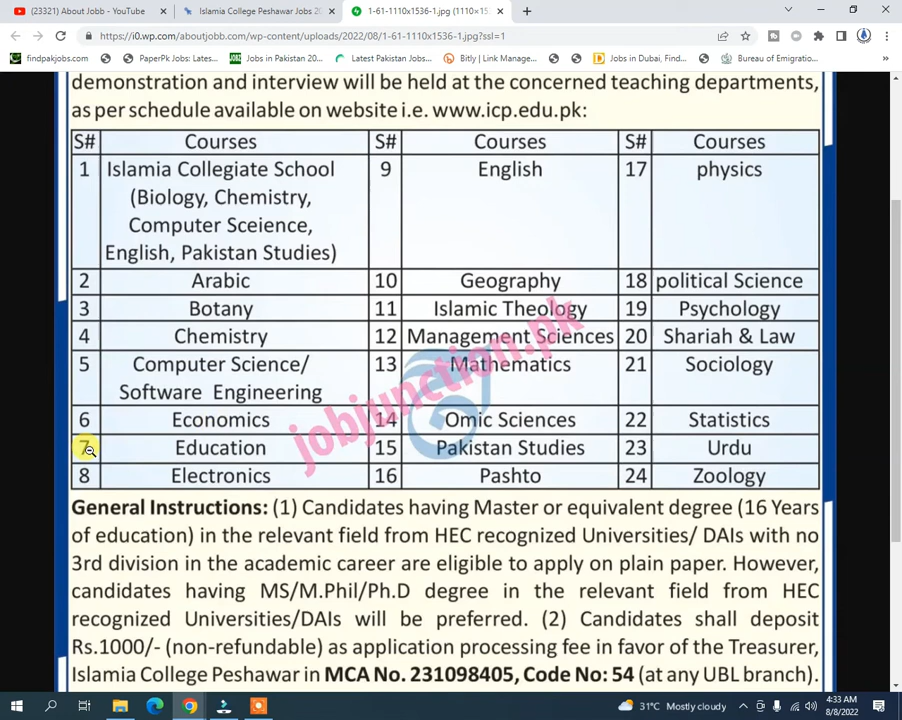 (23321) About Jobb - YouTube
Islamia College Peshawar Jobs 20
1-61-1110x1536-1.jpg (1110×15
https://i0.wp.com/aboutjobb.com/wp-content/uploads/2022/08/1-61-1110x1536-1.jpg?ssl=1
findpakjobs.com
PaperPk Jobs: Lates...
Jobs in Pakistan 20...
Latest Pakistan Jobs...
Bitly | Link Manage...
Jobs in Dubai, Find...
Bureau of Emigratio...
demonstration and interview will be held at the concerned teaching departments,
as per schedule available on website i.e. www.icp.edu.pk:
S# Courses S# Courses S# Courses
1 Islamia Collegiate School 9 English 17 physics
(Biology, Chemistry,
Computer Sceience,
English, Pakistan Studies)
2 Arabic 10 Geography 18 political Science
3 Botany 11 Islamic Theology 19 Psychology
4 Chemistry 12 Management Sciences 20 Shariah & Law
5 Computer Science/ 13 Mathematics 21 Sociology
Software Engineering
6 Economics 14 Omic Sciences 22 Statistics
7 Education 15 Pakistan Studies 23 Urdu
8 Electronics 16 Pashto 24 Zoology
jobjunction.pk
General Instructions: (1) Candidates having Master or equivalent degree (16 Years
of education) in the relevant field from HEC recognized Universities/ DAIs with no
3rd division in the academic career are eligible to apply on plain paper. However,
candidates having MS/M.Phil/Ph.D degree in the relevant field from HEC
recognized Universities/DAIs will be preferred. (2) Candidates shall deposit
Rs.1000/- (non-refundable) as application processing fee in favor of the Treasurer,
Islamia College Peshawar in MCA No. 231098405, Code No: 54 (at any UBL branch).
31°C Mostly cloudy
4:33 AM
8/8/2022